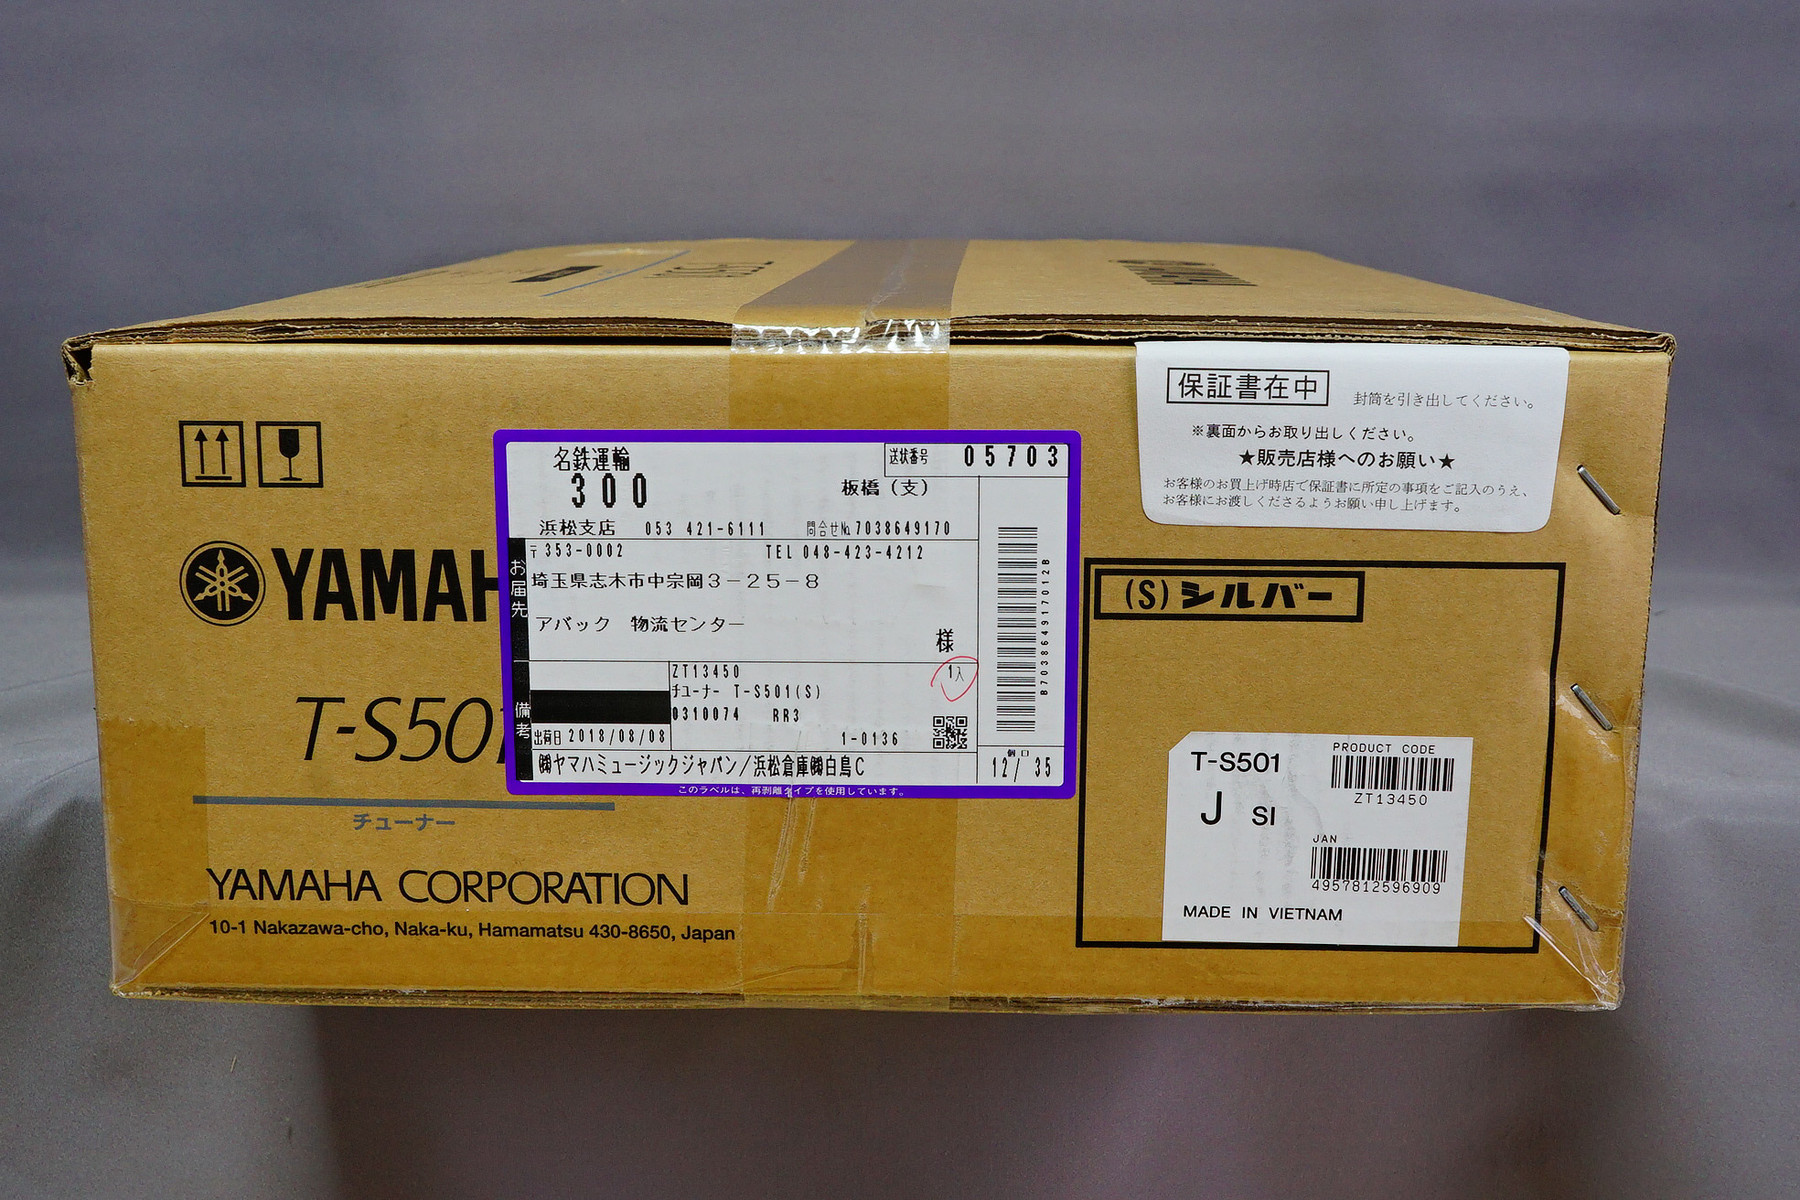 YAMAHA
T-S501
チューナー
YAMAHA CORPORATION
10-1 Nakazawa-cho, Naka-ku, Hamamatsu 430-8650, Japan
名鉄運輸
300
送状番号 05703
板橋(支)
浜松支店 053 421-6111 問合せNo.7038649170
お届先
〒353-0002 TEL 048-423-4212
埼玉県志木市中宗岡3-25-8
アバック 物流センター
様
ZT13450
1入
チューナー T-S501(S)
備考
0310074 RR3
出荷日 2018/08/08
1-0136
㈱ヤマハミュージックジャパン/浜松倉庫㈱白鳥C
個口
12/ 35
B703864917012B
このラベルは、再剥離タイプを使用しています。
保証書在中 封筒を引き出してください。
※裏面からお取り出しください。
★販売店様へのお願い★
お客様のお買上げ時店で保証書に所定の事項をご記入のうえ、
お客様にお渡しくださるようお願い申し上げます。
(S)シルバー
T-S501
J SI
PRODUCT CODE
ZT13450
JAN
4957812596909
MADE IN VIETNAM